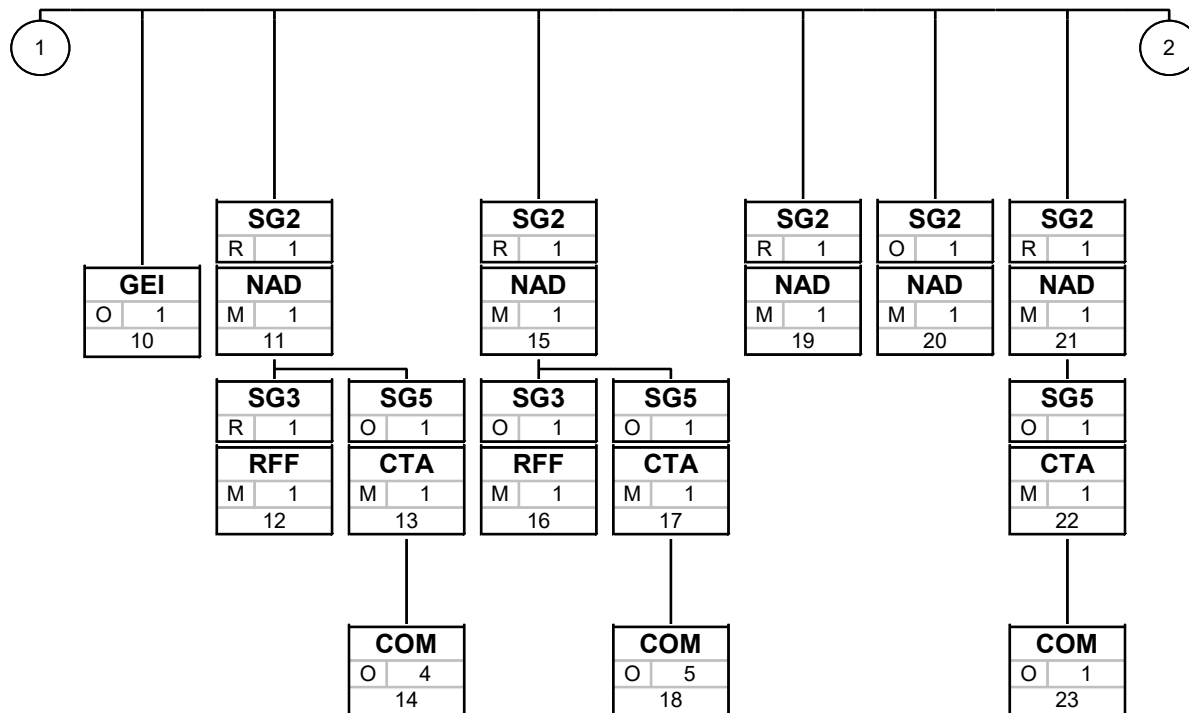 1
2
SG2 SG2 SG2 SG2 SG2
R 1 R 1 R 1 O 1 R 1
GEI NAD NAD NAD NAD NAD
O 1 M 1 M 1 M 1 M 1 M 1
10 11 15 19 20 21
SG3 SG5 SG3 SG5 SG5
R 1 O 1 O 1 O 1 O 1
RFF CTA RFF CTA CTA
M 1 M 1 M 1 M 1 M 1
12 13 16 17 22
COM COM COM
O 4 O 5 O 1
14 18 23